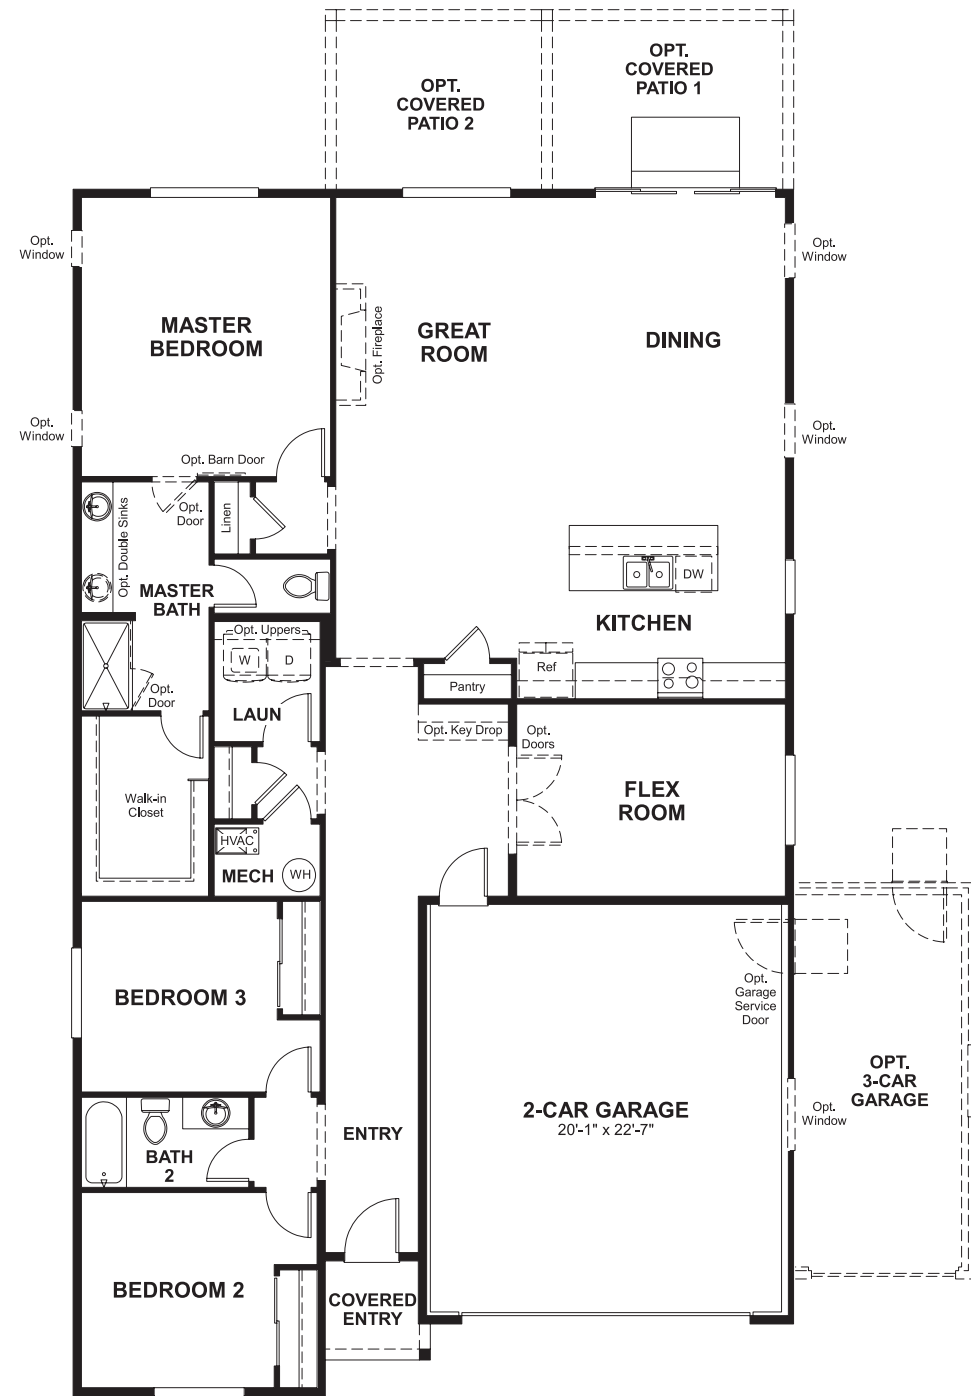 OPT.
COVERED
PATIO 1
OPT.
COVERED
PATIO 2
Opt.
Window
Opt.
Window
MASTER
BEDROOM
Opt. Fireplace
GREAT
ROOM
DINING
Opt.
Window
Opt.
Window
Opt. Barn Door
Opt. Double Sinks
Opt.
Door
Linen
MASTER
BATH
DW
KITCHEN
Opt. Uppers
W
D
Ref
Pantry
Opt.
Door
LAUN
Opt. Key Drop
Opt.
Doors
FLEX
ROOM
Walk-in
Closet
HVAC
MECH
WH
BEDROOM 3
Opt.
Garage
Service
Door
OPT.
3-CAR
GARAGE
2-CAR GARAGE
20'-1" x 22'-7"
Opt.
Window
ENTRY
BATH
2
BEDROOM 2
COVERED
ENTRY